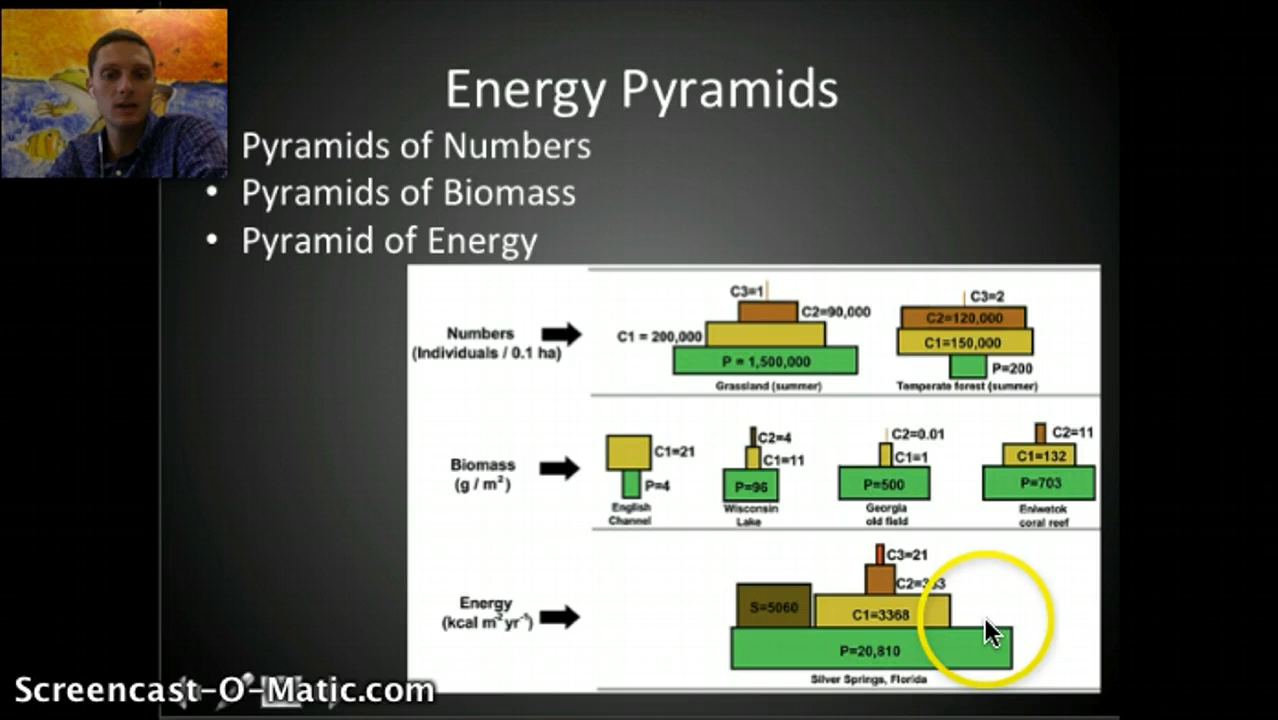 Energy Pyramids
Pyramids of Numbers
• Pyramids of Biomass
• Pyramid of Energy
Numbers
(Individuals / 0.1 ha)
C3=1
C2=90,000
C1 = 200,000
P = 1,500,000
Grassland (summer)
C3=2
C2=120,000
C1=150,000
P=200
Temperate forest (summer)
Biomass
(g / m²)
C1=21
P=4
English
Channel
C2=4
C1=11
P=96
Wisconsin
Lake
C2=0.01
C1=1
P=500
Georgia
old field
C2=11
C1=132
P=703
Eniwetok
coral reef
Energy
(kcal m²yr⁻¹)
C3=21
C2=383
S=5060
C1=3368
P=20,810
Silver Springs, Florida
Screencast-O-Matic.com